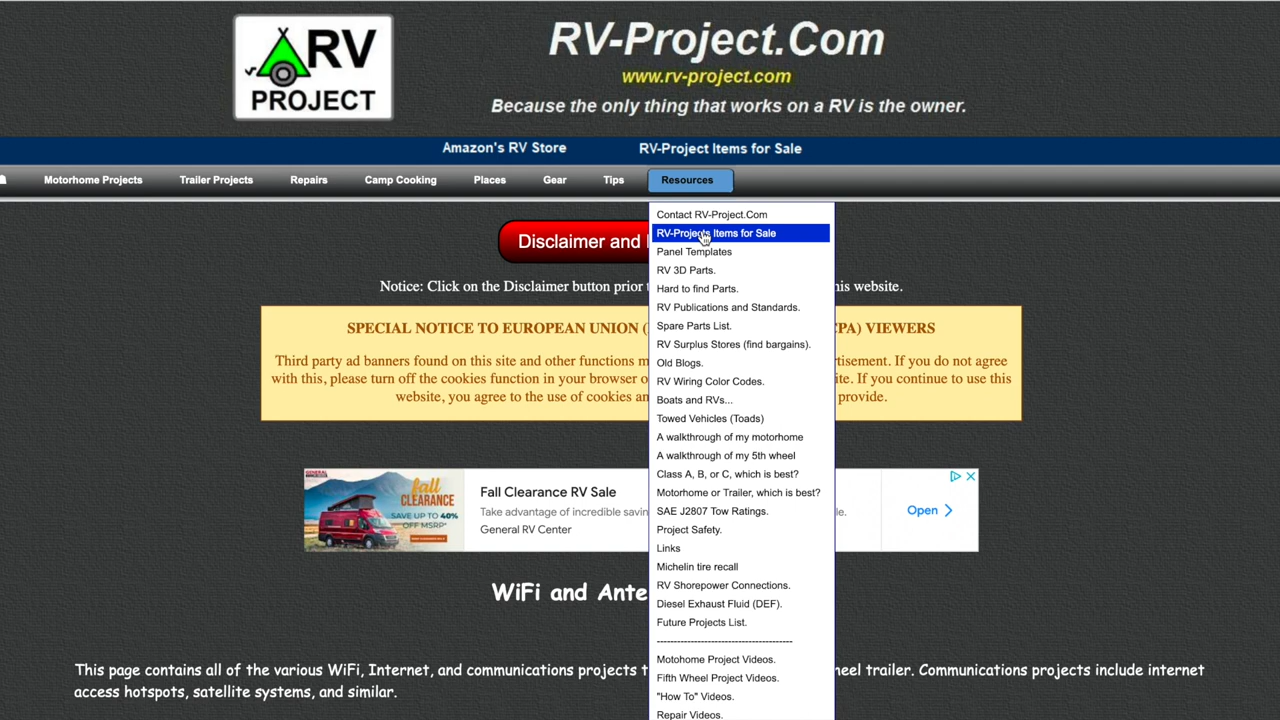 RV
PROJECT
RV-Project.Com
www.rv-project.com
Because the only thing that works on a RV is the owner.
Amazon's RV Store
RV-Project Items for Sale
Motorhome Projects
Trailer Projects
Repairs
Camp Cooking
Places
Gear
Tips
Resources
Contact RV-Project.Com
RV-Projects Items for Sale
Panel Templates
RV 3D Parts.
Hard to find Parts.
RV Publications and Standards.
Spare Parts List.
RV Surplus Stores (find bargains).
Old Blogs.
RV Wiring Color Codes.
Boats and RVs...
Towed Vehicles (Toads)
A walkthrough of my motorhome
A walkthrough of my 5th wheel
Class A, B, or C, which is best?
Motorhome or Trailer, which is best?
SAE J2807 Tow Ratings.
Project Safety.
Links
Michelin tire recall
RV Shorepower Connections.
Diesel Exhaust Fluid (DEF).
Future Projects List.
----------------------------------------
Motohome Project Videos.
Fifth Wheel Project Videos.
"How To" Videos.
Repair Videos.
Disclaimer and
Notice: Click on the Disclaimer button prior his website.
SPECIAL NOTICE TO EUROPEAN UNION ( CPA) VIEWERS
Third party ad banners found on this site and other functions If you do not agree
with this, please turn off the cookies function in your browser If you continue to use this
website, you agree to the use of cookies provide.
GENERAL
fall
CLEARANCE
SAVE UP TO 40%
OFF MSRP*
Fall Clearance RV Sale
Take advantage of incredible
General RV Center
Open
WiFi and
This page contains all of the various WiFi, Internet, and communications projects trailer. Communications projects include internet
access hotspots, satellite systems, and similar.